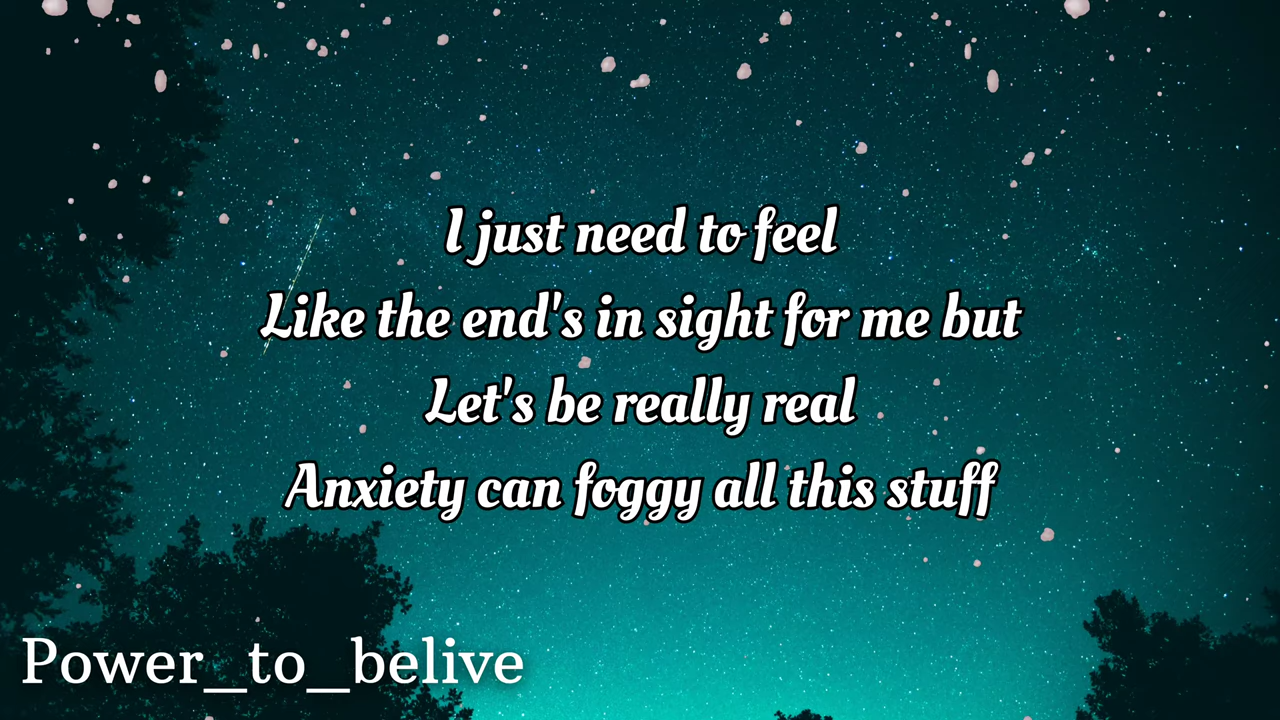 I just need to feel
Like the end's in sight for me but
Let's be really real
Anxiety can foggy all this stuff
Power_to_belive